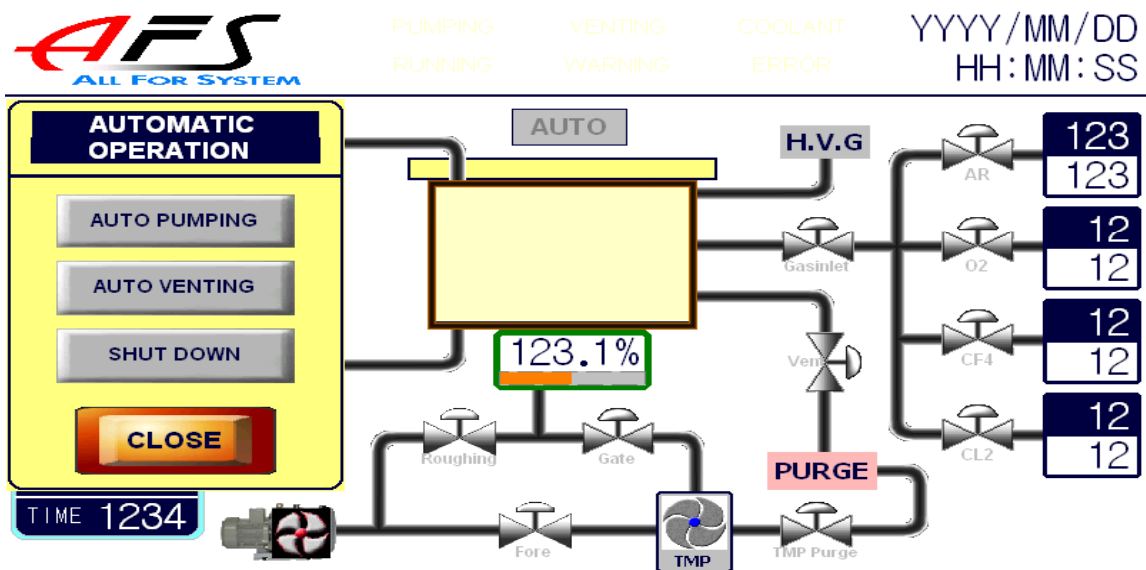 AFS
ALL FOR SYSTEM
PUMPING VENTING COOLANT
RUNNING WARNING ERROR
YYYY/MM/DD
HH:MM:SS
AUTOMATIC
OPERATION
AUTO PUMPING
AUTO VENTING
SHUT DOWN
CLOSE
TIME 1234
AUTO
H.V.G
123.1%
Gasinlet
Vent
Roughing
Gate
Fore
TMP
TMP Purge
PURGE
AR
123
123
O2
12
12
CF4
12
12
CL2
12
12